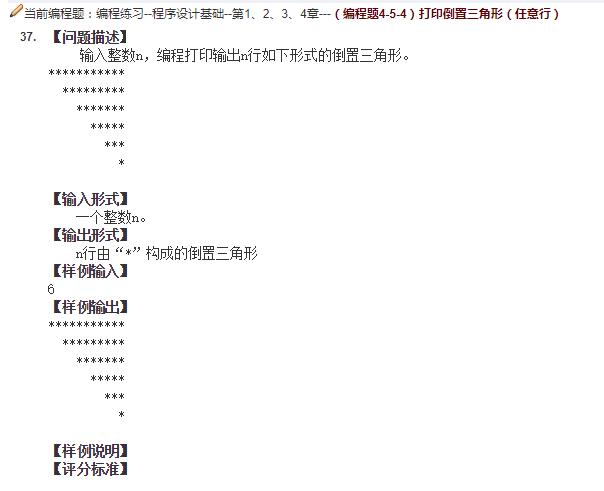 当前编程题：编程练习--程序设计基础--第1、2、3、4章---（编程题4-5-4）打印倒置三角形（任意行）
37. 【问题描述】
输入整数n，编程打印输出n行如下形式的倒置三角形。
***********
  *********
    *******
      *****
        ***
          *
【输入形式】
一个整数n。
【输出形式】
n行由“*”构成的倒置三角形
【样例输入】
6
【样例输出】
***********
  *********
    *******
      *****
        ***
          *
【样例说明】
【评分标准】